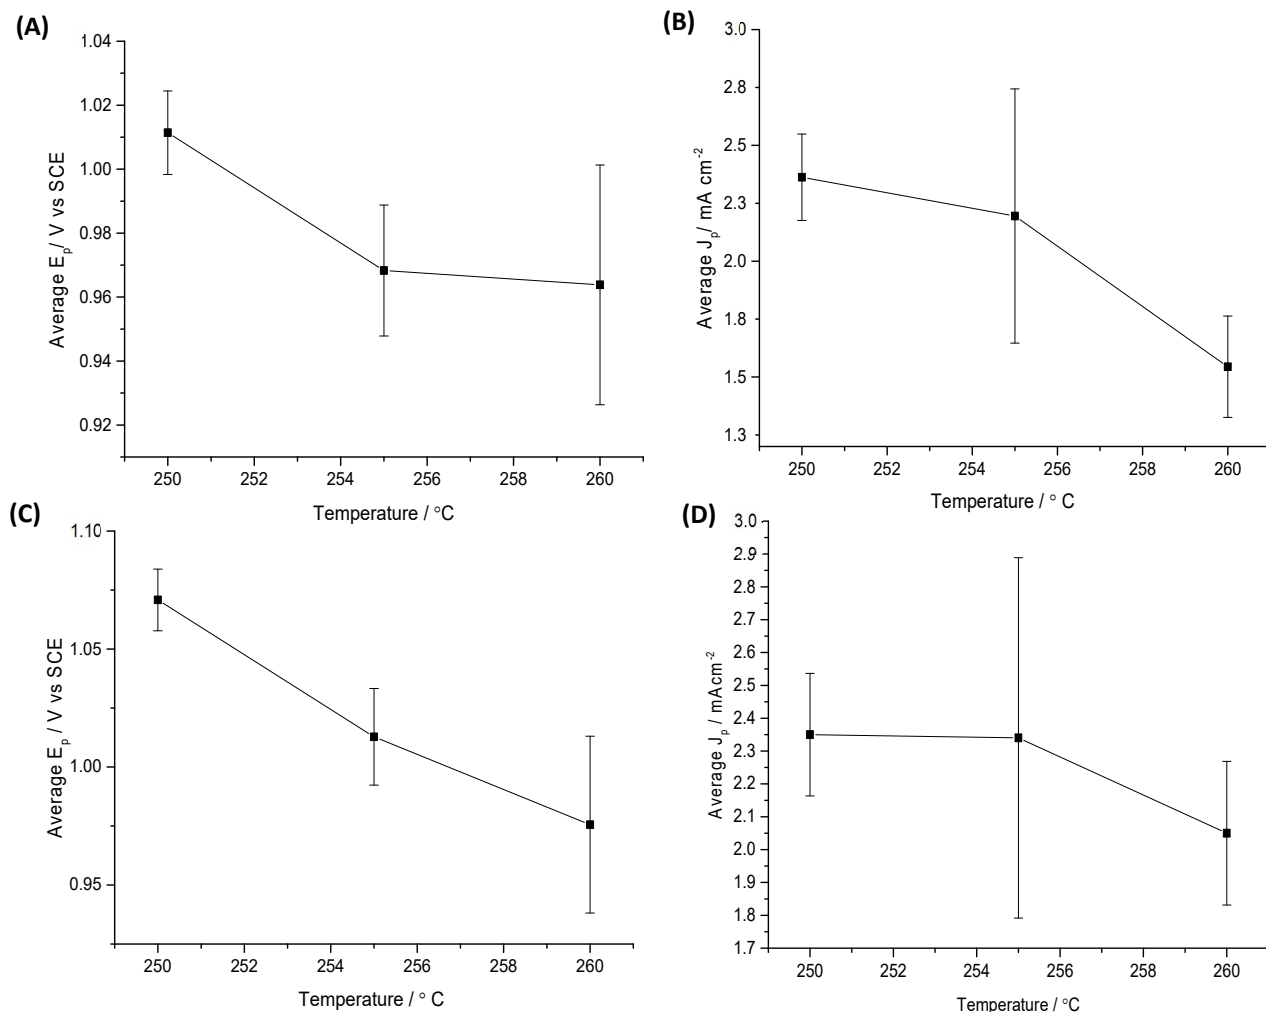 (A)
1.04
1.02
1.00
0.98
0.96
0.94
0.92
Average Ep/ V vs SCE
250 252 254 256 258 260
Temperature / °C
(B)
3.0
2.8
2.5
2.3
2.0
1.8
1.5
1.3
Average Jp/ mA cm-2
250 252 254 256 258 260
Temperature / ° C
(C)
1.10
1.05
1.00
0.95
Average Ep / V vs SCE
250 252 254 256 258 260
Temperature / ° C
(D)
3.0
2.9
2.8
2.7
2.6
2.5
2.4
2.3
2.2
2.1
2.0
1.9
1.8
1.7
Average Jp / mAcm-2
250 252 254 256 258 260
Temperature / °C